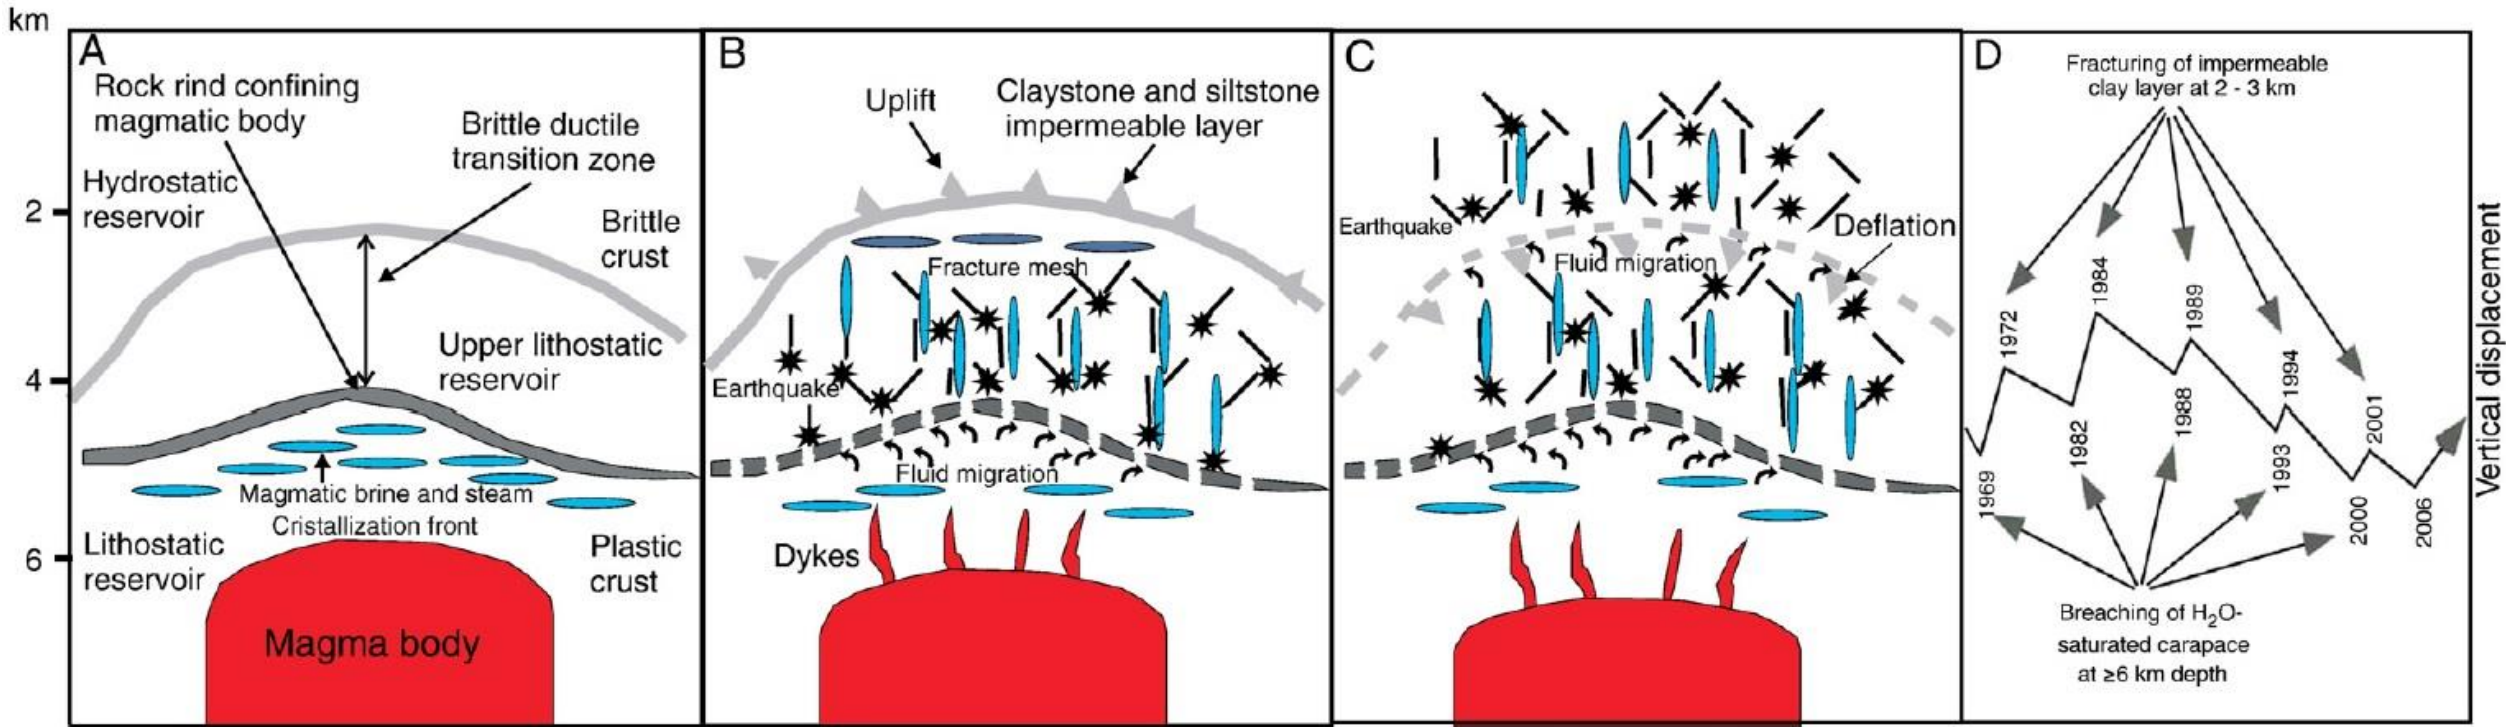 km
2
4
6
A
Rock rind confining
magmatic body
Brittle ductile
transition zone
Hydrostatic
reservoir
Brittle
crust
Upper lithostatic
reservoir
Magmatic brine and steam
Cristallization front
Lithostatic
reservoir
Plastic
crust
Magma body
B
Uplift
Claystone and siltstone
impermeable layer
Fracture mesh
Earthquake
Fluid migration
Dykes
C
Earthquake
Deflation
Fluid migration
D
Fracturing of impermeable
clay layer at 2 - 3 km
1972
1984
1989
1994
2001
1969
1982
1988
1993
2000
2006
Breaching of H₂O-
saturated carapace
at ≥6 km depth
Vertical displacement